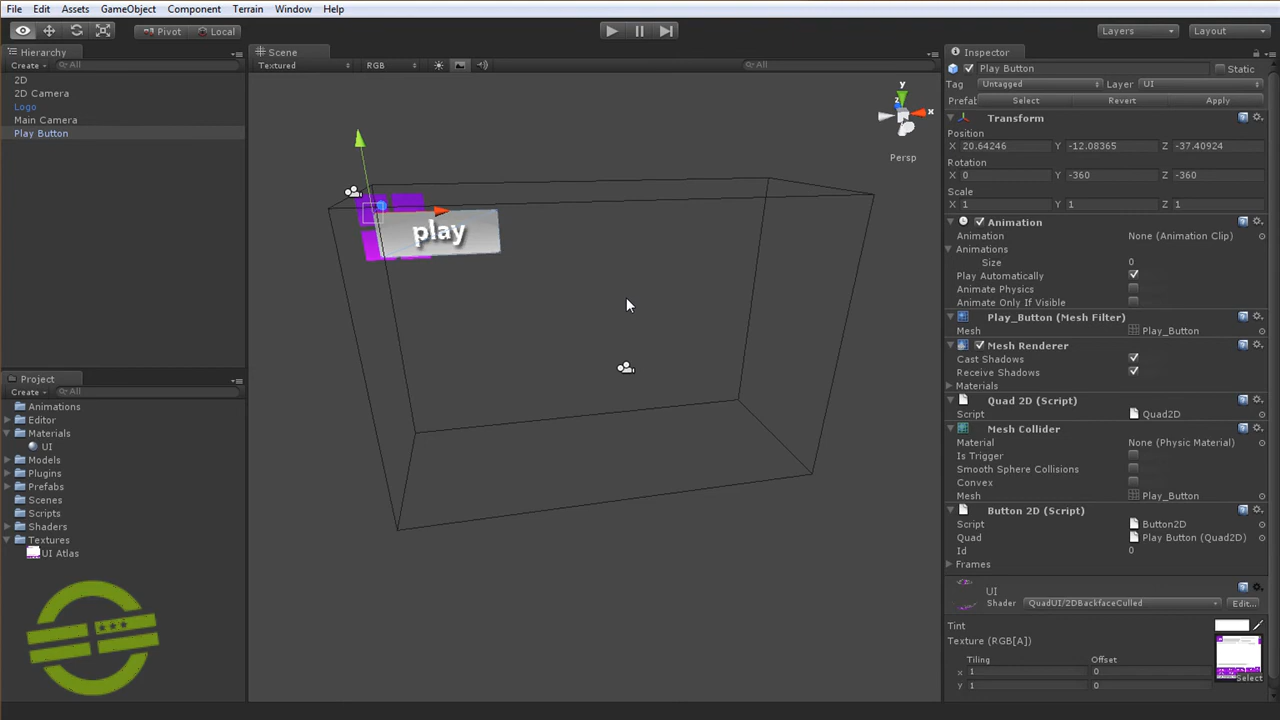 File Edit Assets GameObject Component Terrain Window Help
Pivot Local Layers Layout
Hierarchy
Create All
2D
2D Camera
Logo
Main Camera
Play Button
Project
Create All
Animations
Editor
Materials
UI
Models
Plugins
Prefabs
Scenes
Scripts
Shaders
Textures
UI Atlas
Scene
Textured RGB All
y
z x
Persp
play
Inspector
Play Button Static
Tag Untagged Layer UI
Prefab Select Revert Apply
Transform
Position
X 20.64246 Y -12.08365 Z -37.40924
Rotation
X 0 Y -360 Z -360
Scale
X 1 Y 1 Z 1
Animation
Animation None (Animation Clip)
Animations
Size 0
Play Automatically
Animate Physics
Animate Only If Visible
Play_Button (Mesh Filter)
Mesh Play_Button
Mesh Renderer
Cast Shadows
Receive Shadows
Materials
Quad 2D (Script)
Script Quad2D
Mesh Collider
Material None (Physic Material)
Is Trigger
Smooth Sphere Collisions
Convex
Mesh Play_Button
Button 2D (Script)
Script Button2D
Quad Play Button (Quad2D)
Id 0
Frames
UI
Shader QuadUI/2DBackfaceCulled Edit...
Tint
Texture (RGB[A])
Tiling Offset
x 1 0
y 1 0
Select